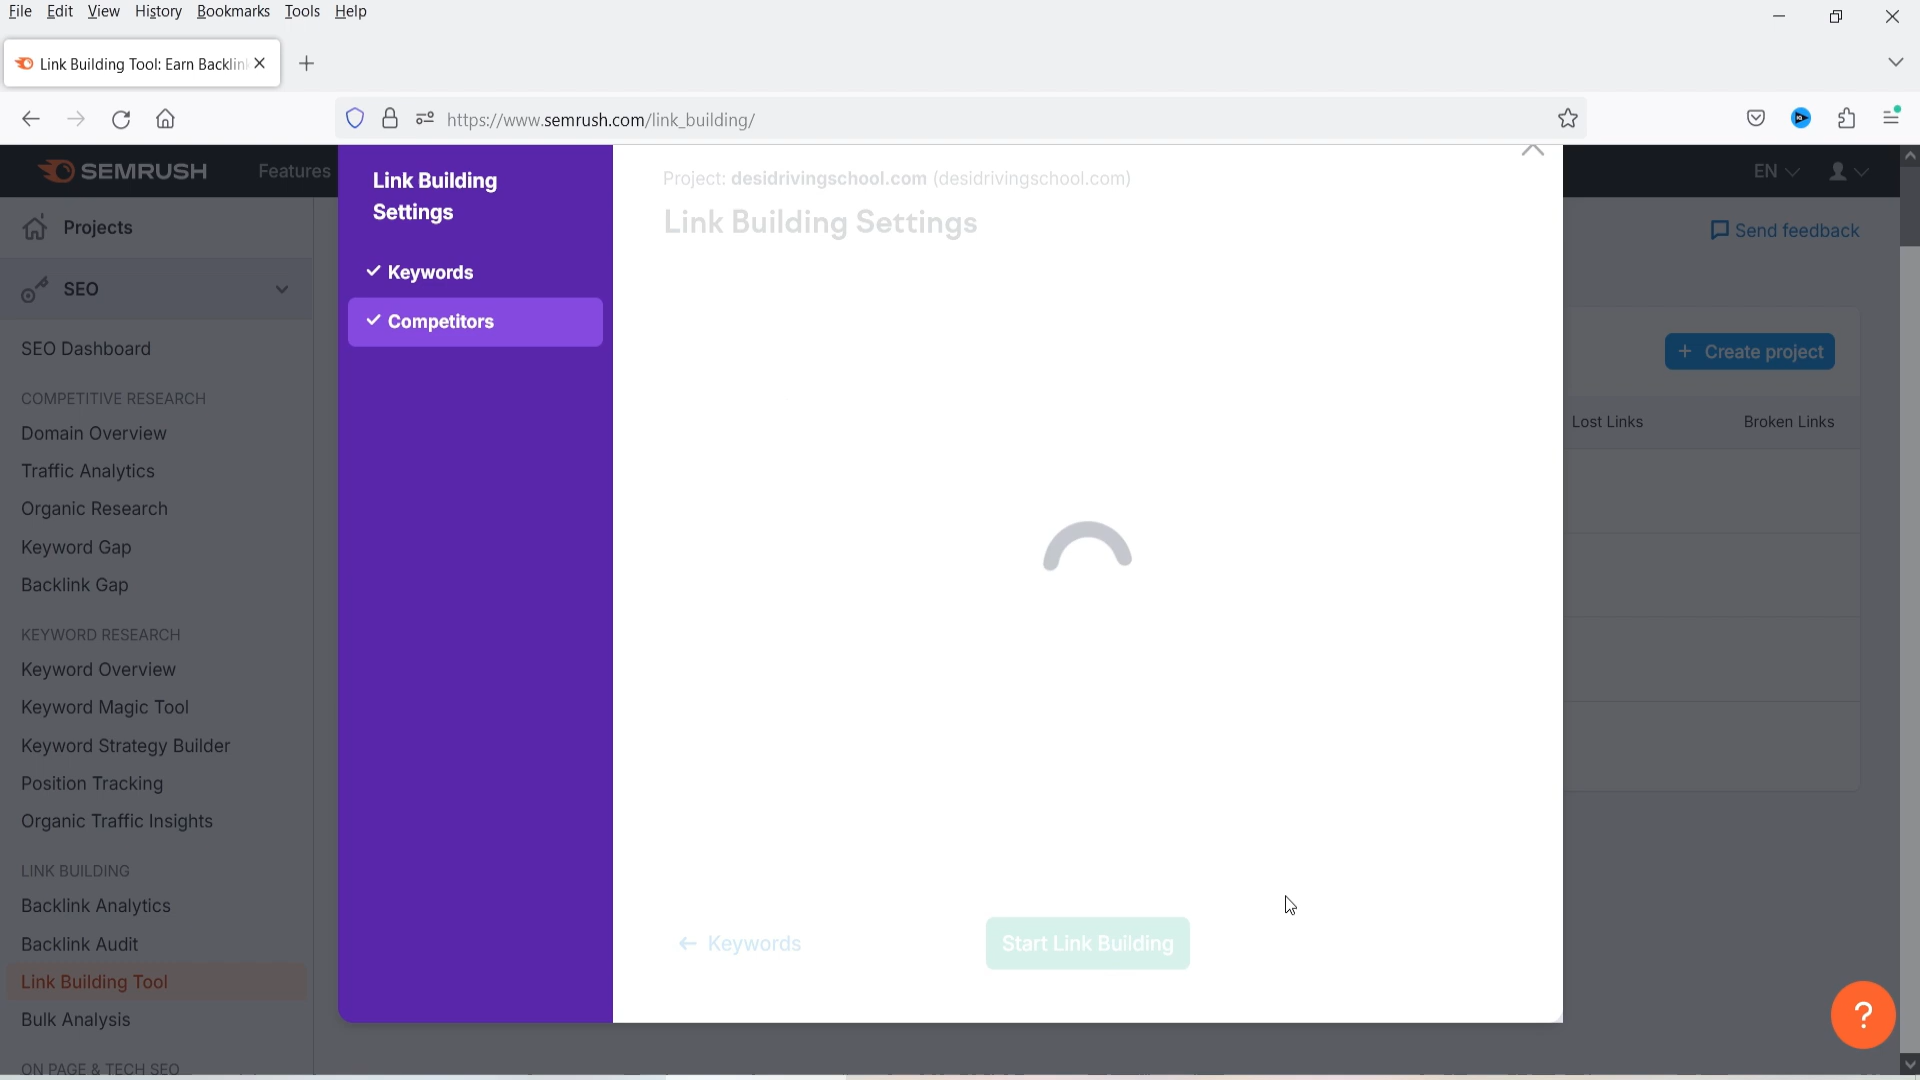 File Edit View History Bookmarks Tools Help
Link Building Tool: Earn Backlin
https://www.semrush.com/link_building/
SEMRUSH
Features
EN
Projects
SEO
SEO Dashboard
COMPETITIVE RESEARCH
Domain Overview
Traffic Analytics
Organic Research
Keyword Gap
Backlink Gap
KEYWORD RESEARCH
Keyword Overview
Keyword Magic Tool
Keyword Strategy Builder
Position Tracking
Organic Traffic Insights
LINK BUILDING
Backlink Analytics
Backlink Audit
Link Building Tool
Bulk Analysis
ON PAGE & TECH SEO
Link Building
Settings
Keywords
Competitors
Project: desidrivingschool.com (desidrivingschool.com)
Link Building Settings
← Keywords
Start Link Building
Send feedback
+ Create project
Lost Links
Broken Links
?